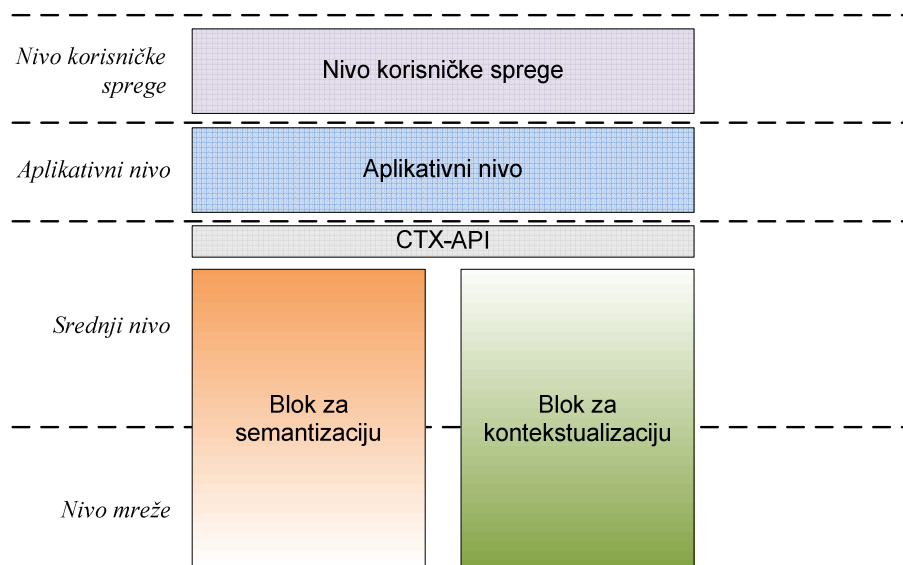 Nivo korisničke
sprege
Nivo korisničke sprege
Aplikativni nivo
Aplikativni nivo
CTX-API
Srednji nivo
Blok za
semantizaciju
Blok za
kontekstualizaciju
Nivo mreže